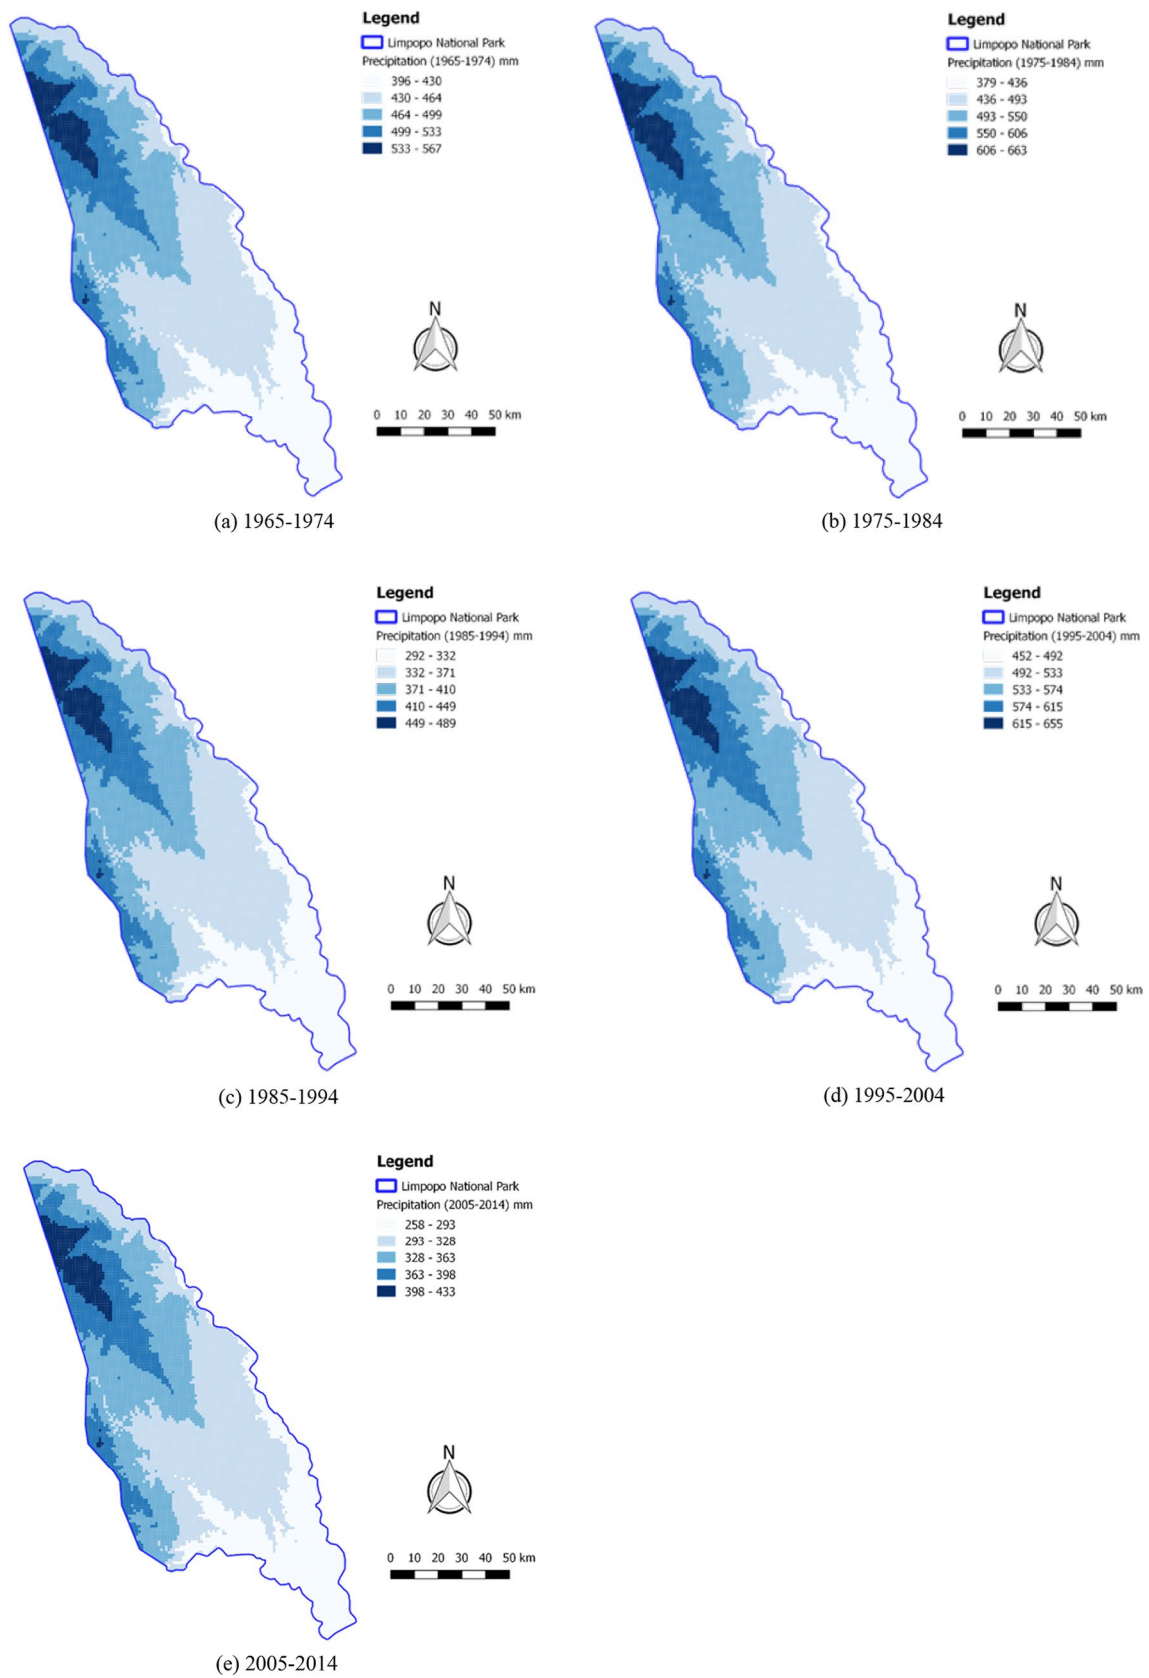 Legend
Limpopo National Park
Precipitation (1965-1974) mm
396 - 430
430 - 464
464 - 499
499 - 533
533 - 567
N
0 10 20 30 40 50 km
(a) 1965-1974
Legend
Limpopo National Park
Precipitation (1975-1984) mm
379 - 436
436 - 493
493 - 550
550 - 606
606 - 663
N
0 10 20 30 40 50 km
(b) 1975-1984
Legend
Limpopo National Park
Precipitation (1985-1994) mm
292 - 332
332 - 371
371 - 410
410 - 449
449 - 489
N
0 10 20 30 40 50 km
(c) 1985-1994
Legend
Limpopo National Park
Precipitation (1995-2004) mm
452 - 492
492 - 533
533 - 574
574 - 615
615 - 655
N
0 10 20 30 40 50 km
(d) 1995-2004
Legend
Limpopo National Park
Precipitation (2005-2014) mm
258 - 293
293 - 328
328 - 363
363 - 398
398 - 433
N
0 10 20 30 40 50 km
(e) 2005-2014